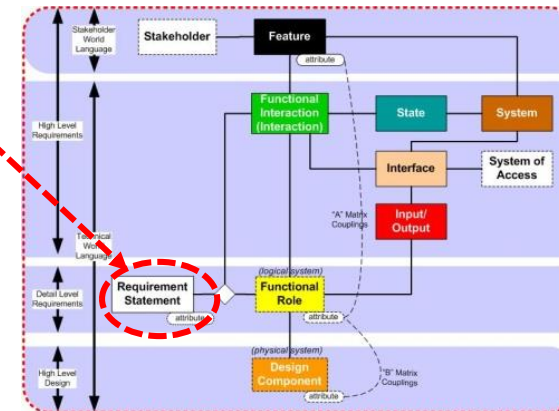 Stakeholder
World
Language
Stakeholder
Feature
attribute
High Level
Requirements
Functional
Interaction
(Interaction)
State
System
Interface
System of
Access
"A" Matrix
Couplings
Input/
Output
Technical
World
Language
Detail Level
Requirements
Requirement
Statement
attribute
(logical system)
Functional
Role
attribute
High Level
Design
(physical system)
Design
Component
attribute
"B" Matrix
Couplings